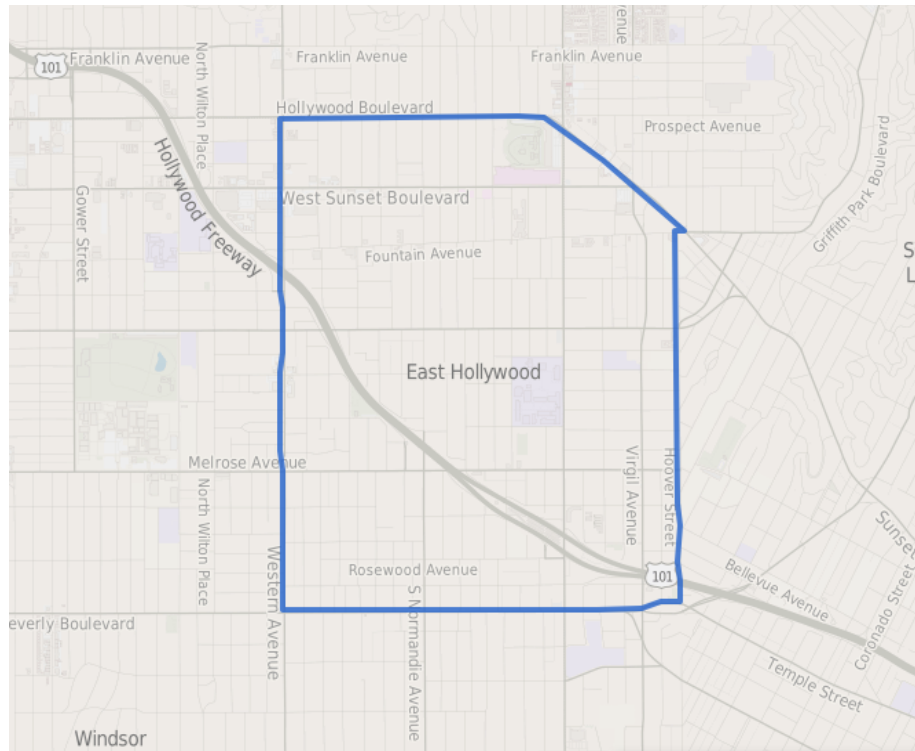 Franklin Avenue
Franklin Avenue
Franklin Avenue
101
North Wilton Place
Hollywood Boulevard
Prospect Avenue
Hollywood Freeway
Griffith Park Boulevard
Gower Street
West Sunset Boulevard
Fountain Avenue
East Hollywood
Melrose Avenue
Virgil Avenue
Hoover Street
North Wilton Place
Western Avenue
Rosewood Avenue
S Normandie Avenue
101
Bellevue Avenue
Sunset
Coronado Street
everly Boulevard
Temple Street
Windsor